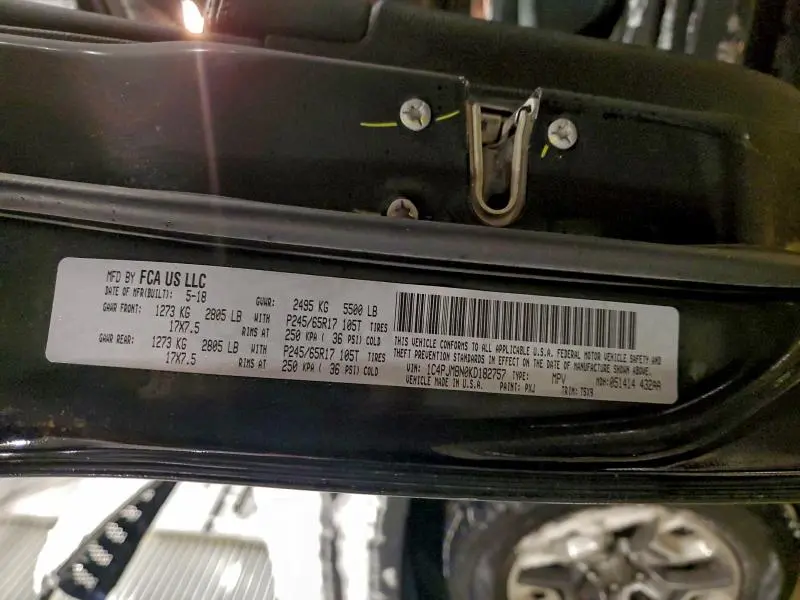 MFD BY FCA US LLC
DATE OF MFR(BUILT): 5-18 GVWR: 2495 KG 5500 LB
GAWR FRONT: 1273 KG 2805 LB WITH P245/65R17 105T TIRES
17X7.5 RIMS AT 250 KPA ( 36 PSI) COLD
GAWR REAR: 1273 KG 2805 LB WITH P245/65R17 105T TIRES
17X7.5 RIMS AT 250 KPA ( 36 PSI) COLD
THIS VEHICLE CONFORMS TO ALL APPLICABLE U.S.A. FEDERAL MOTOR VEHICLE SAFETY AND
THEFT PREVENTION STANDARDS IN EFFECT ON THE DATE OF MANUFACTURE SHOWN ABOVE.
VIN: 1C4PJMBN0KD182757 TYPE: MPV MDH: 051414 432AA
VEHICLE MADE IN U.S.A. PAINT: PXJ TRIM: TSX9